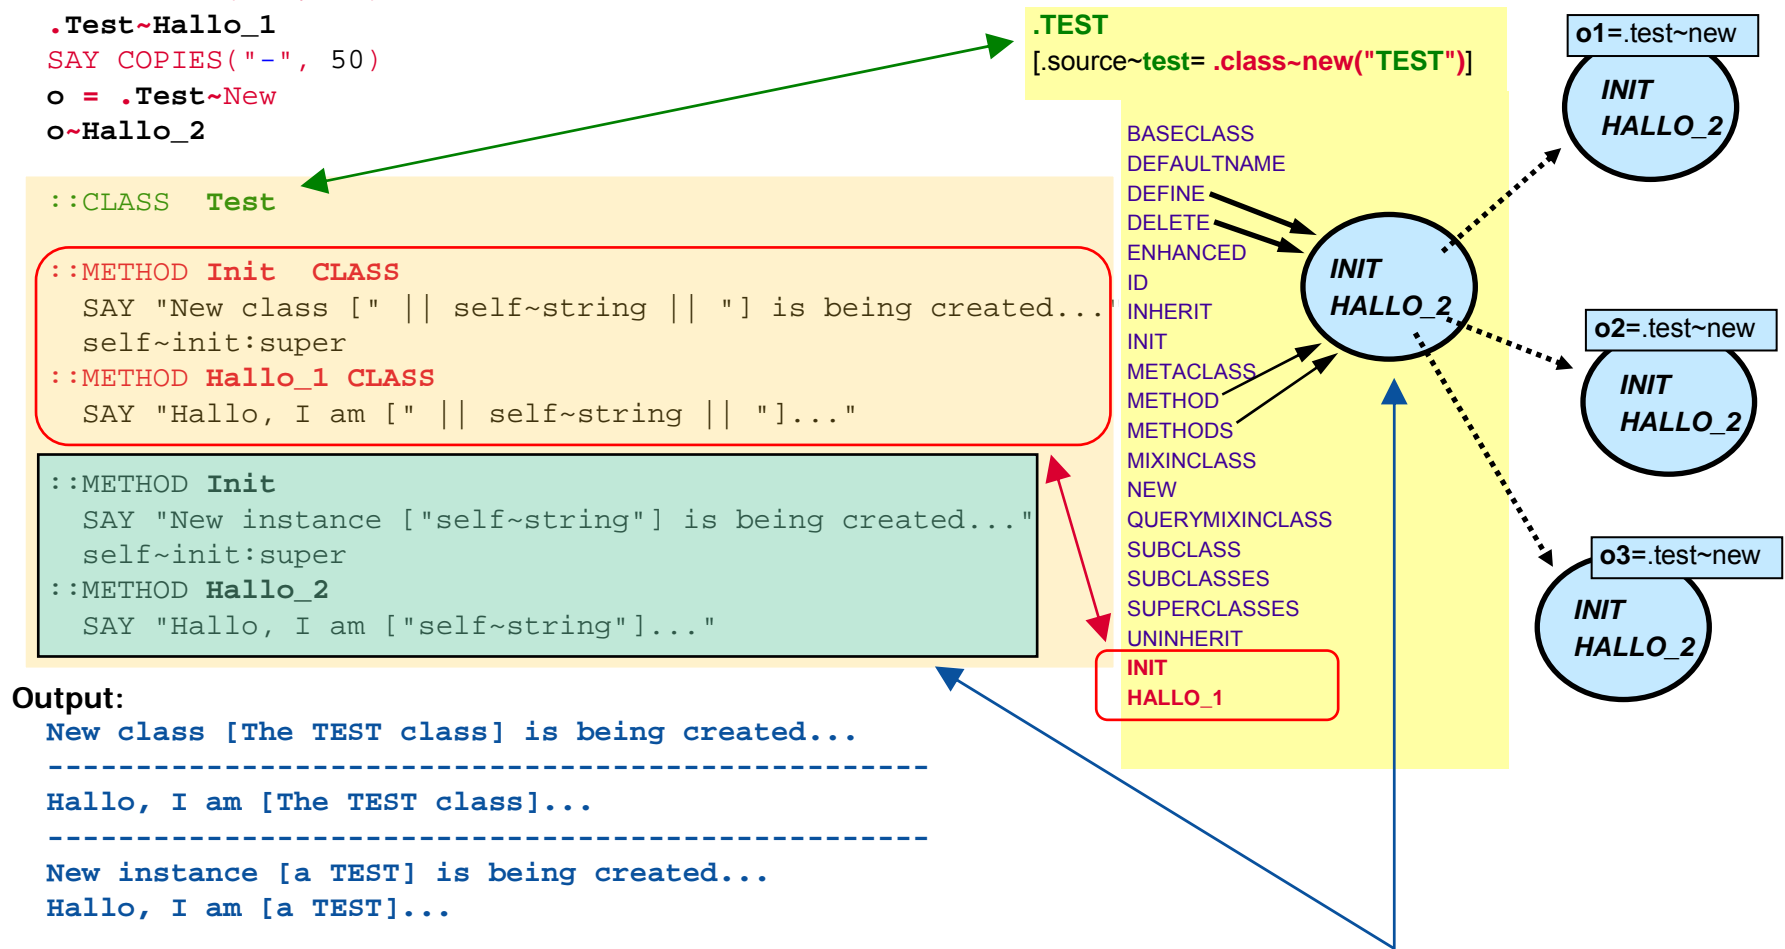 .Test~Hallo_1
SAY COPIES("-", 50)
o = .Test~New
o~Hallo_2
::CLASS  Test
::METHOD Init  CLASS
SAY "New class [" || self~string || "] is being created..."
self~init:super
::METHOD Hallo_1 CLASS
SAY "Hallo, I am [" || self~string || "]..."
::METHOD Init
SAY "New instance ["self~string"] is being created..."
self~init:super
::METHOD Hallo_2
SAY "Hallo, I am ["self~string"]..."
Output:
New class [The TEST class] is being created...
--------------------------------------------------
Hallo, I am [The TEST class]...
--------------------------------------------------
New instance [a TEST] is being created...
Hallo, I am [a TEST]...
.TEST
[.source~test= .class~new("TEST")]
BASECLASS
DEFAULTNAME
DEFINE
DELETE
ENHANCED
ID
INHERIT
INIT
METACLASS
METHOD
METHODS
MIXINCLASS
NEW
QUERYMIXINCLASS
SUBCLASS
SUBCLASSES
SUPERCLASSES
UNINHERIT
INIT
HALLO_1
INIT
HALLO_2
o1=.test~new
INIT
HALLO_2
o2=.test~new
INIT
HALLO_2
o3=.test~new
INIT
HALLO_2